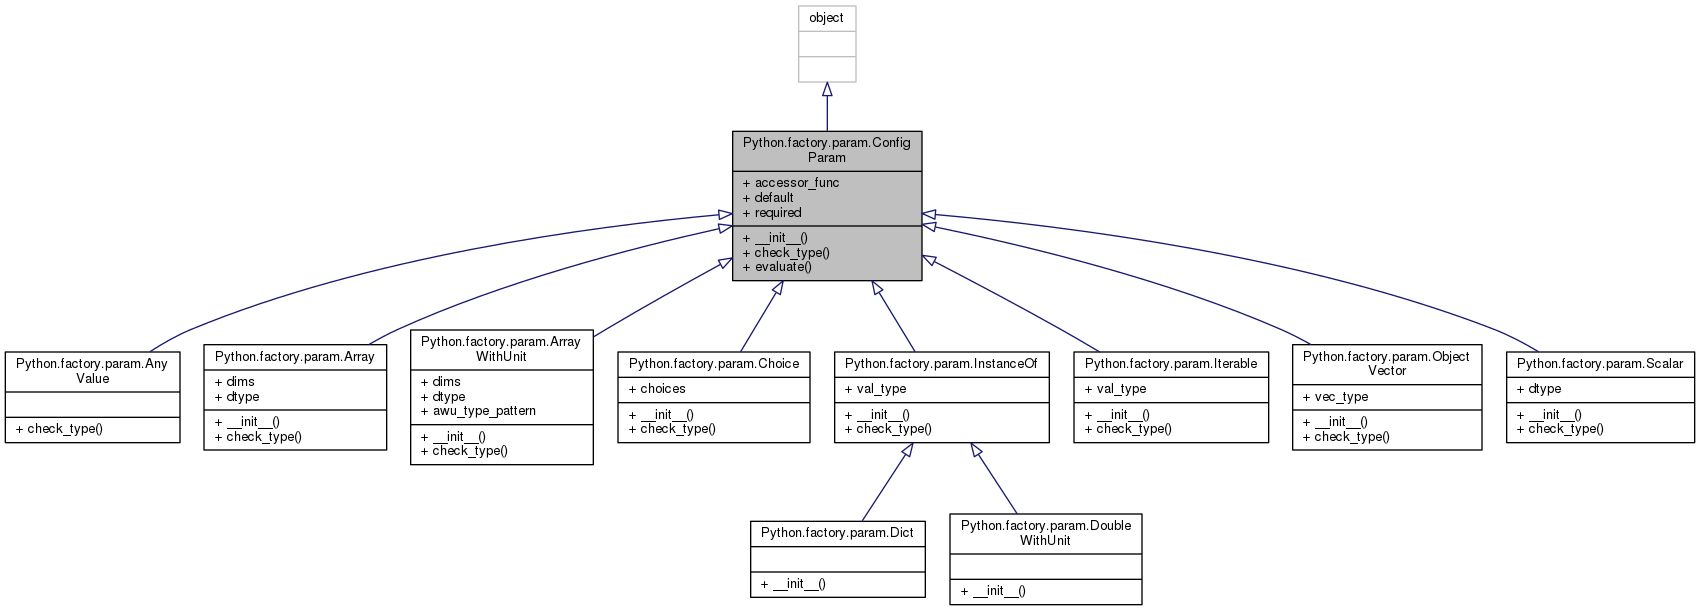 object
Python.factory.param.Config
Param
+ accessor_func
+ default
+ required
+ __init__()
+ check_type()
+ evaluate()
Python.factory.param.Any
Value
+ check_type()
Python.factory.param.Array
+ dims
+ dtype
+ __init__()
+ check_type()
Python.factory.param.Array
WithUnit
+ dims
+ dtype
+ awu_type_pattern
+ __init__()
+ check_type()
Python.factory.param.Choice
+ choices
+ __init__()
+ check_type()
Python.factory.param.InstanceOf
+ val_type
+ __init__()
+ check_type()
Python.factory.param.Iterable
+ val_type
+ __init__()
+ check_type()
Python.factory.param.Object
Vector
+ vec_type
+ __init__()
+ check_type()
Python.factory.param.Scalar
+ dtype
+ __init__()
+ check_type()
Python.factory.param.Dict
+ __init__()
Python.factory.param.Double
WithUnit
+ __init__()